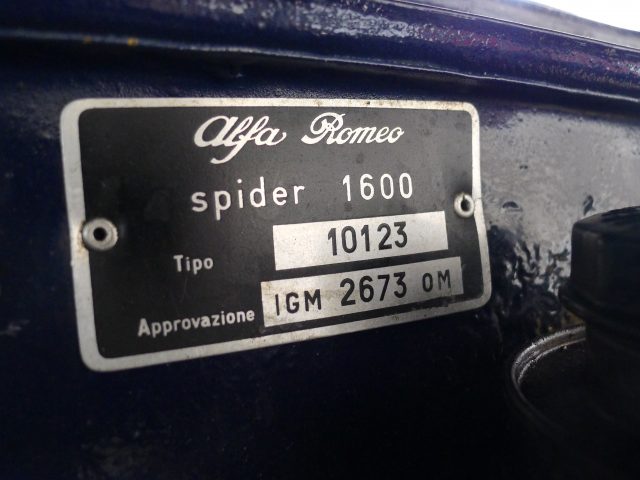 Alfa Romeo
spider 1600
Tipo 10123
Approvazione IGM 2673 OM